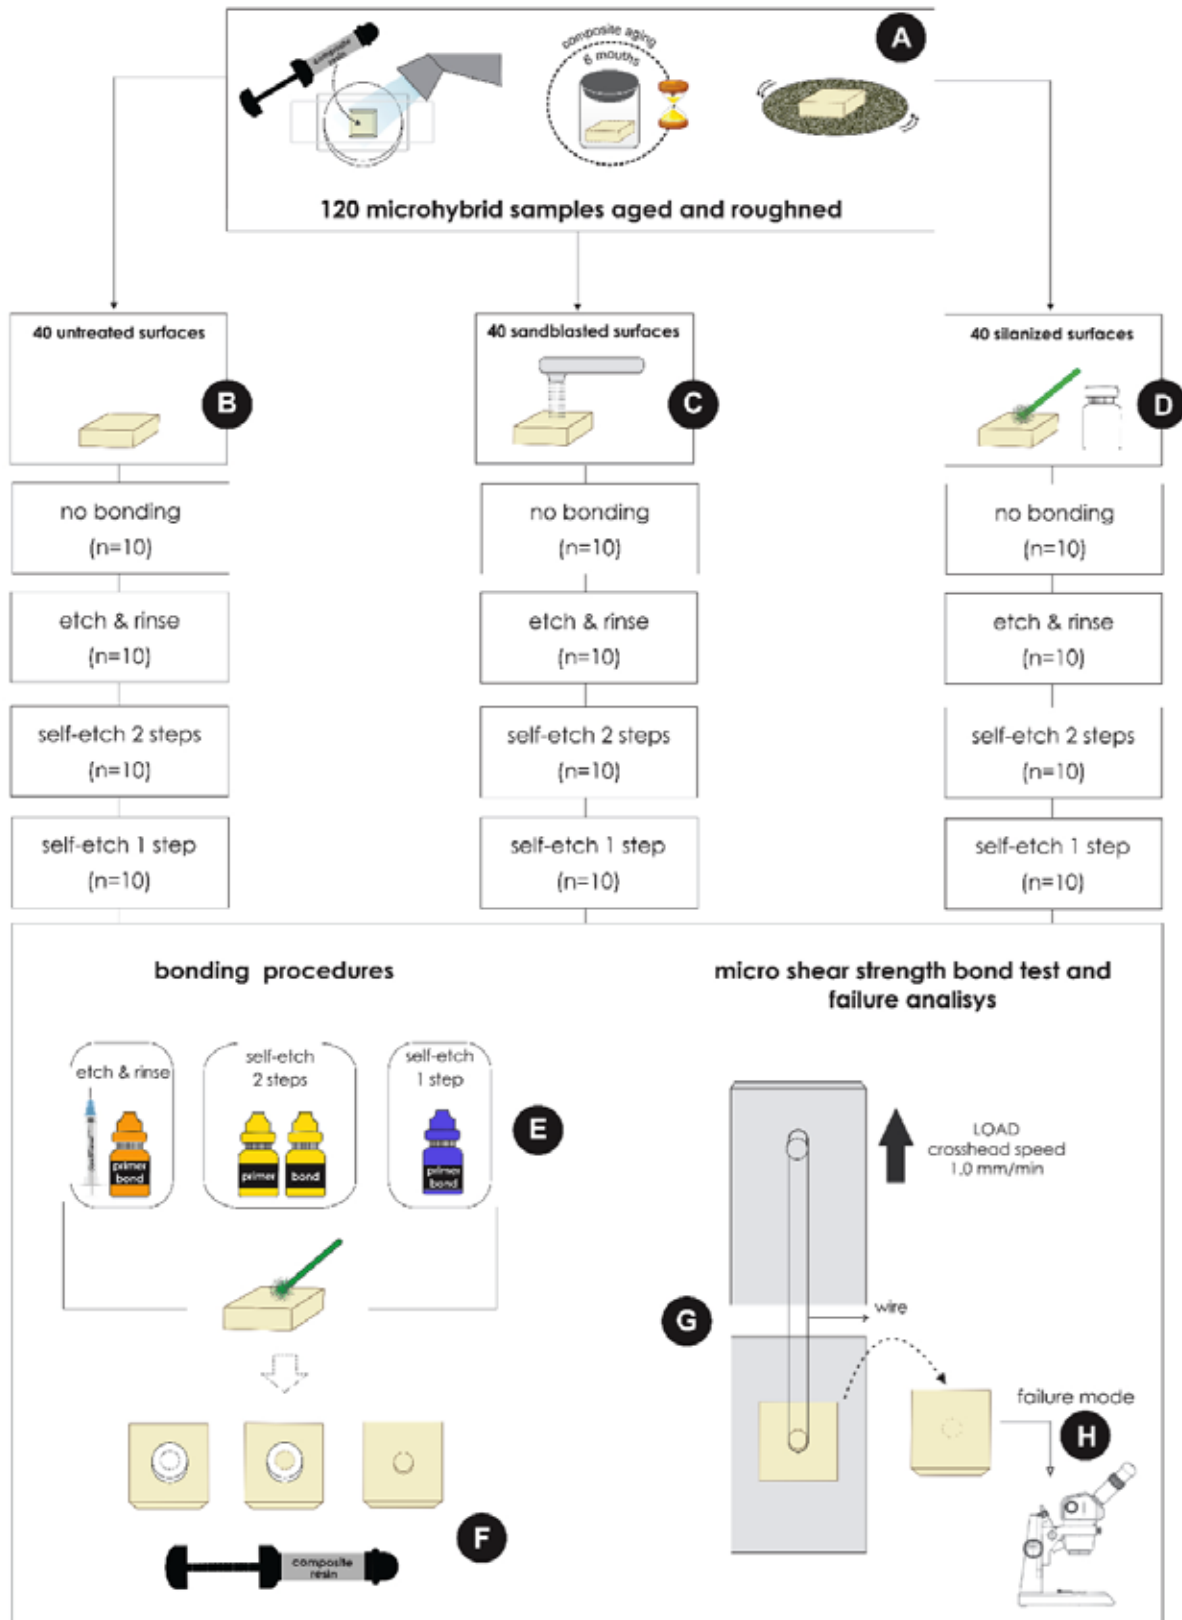 composite
resin
composite aging
6 mouths
A
120 microhybrid samples aged and roughned
40 untreated surfaces
B
no bonding
(n=10)
etch & rinse
(n=10)
self-etch 2 steps
(n=10)
self-etch 1 step
(n=10)
40 sandblasted surfaces
C
no bonding
(n=10)
etch & rinse
(n=10)
self-etch 2 steps
(n=10)
self-etch 1 step
(n=10)
40 silanized surfaces
D
no bonding
(n=10)
etch & rinse
(n=10)
self-etch 2 steps
(n=10)
self-etch 1 step
(n=10)
bonding procedures
etch & rinse
primer
bond
self-etch
2 steps
primer
bond
self-etch
1 step
primer
bond
E
F
composite
resin
micro shear strength bond test and
failure analisys
LOAD
crosshead speed
1,0 mm/min
G
wire
failure mode
H